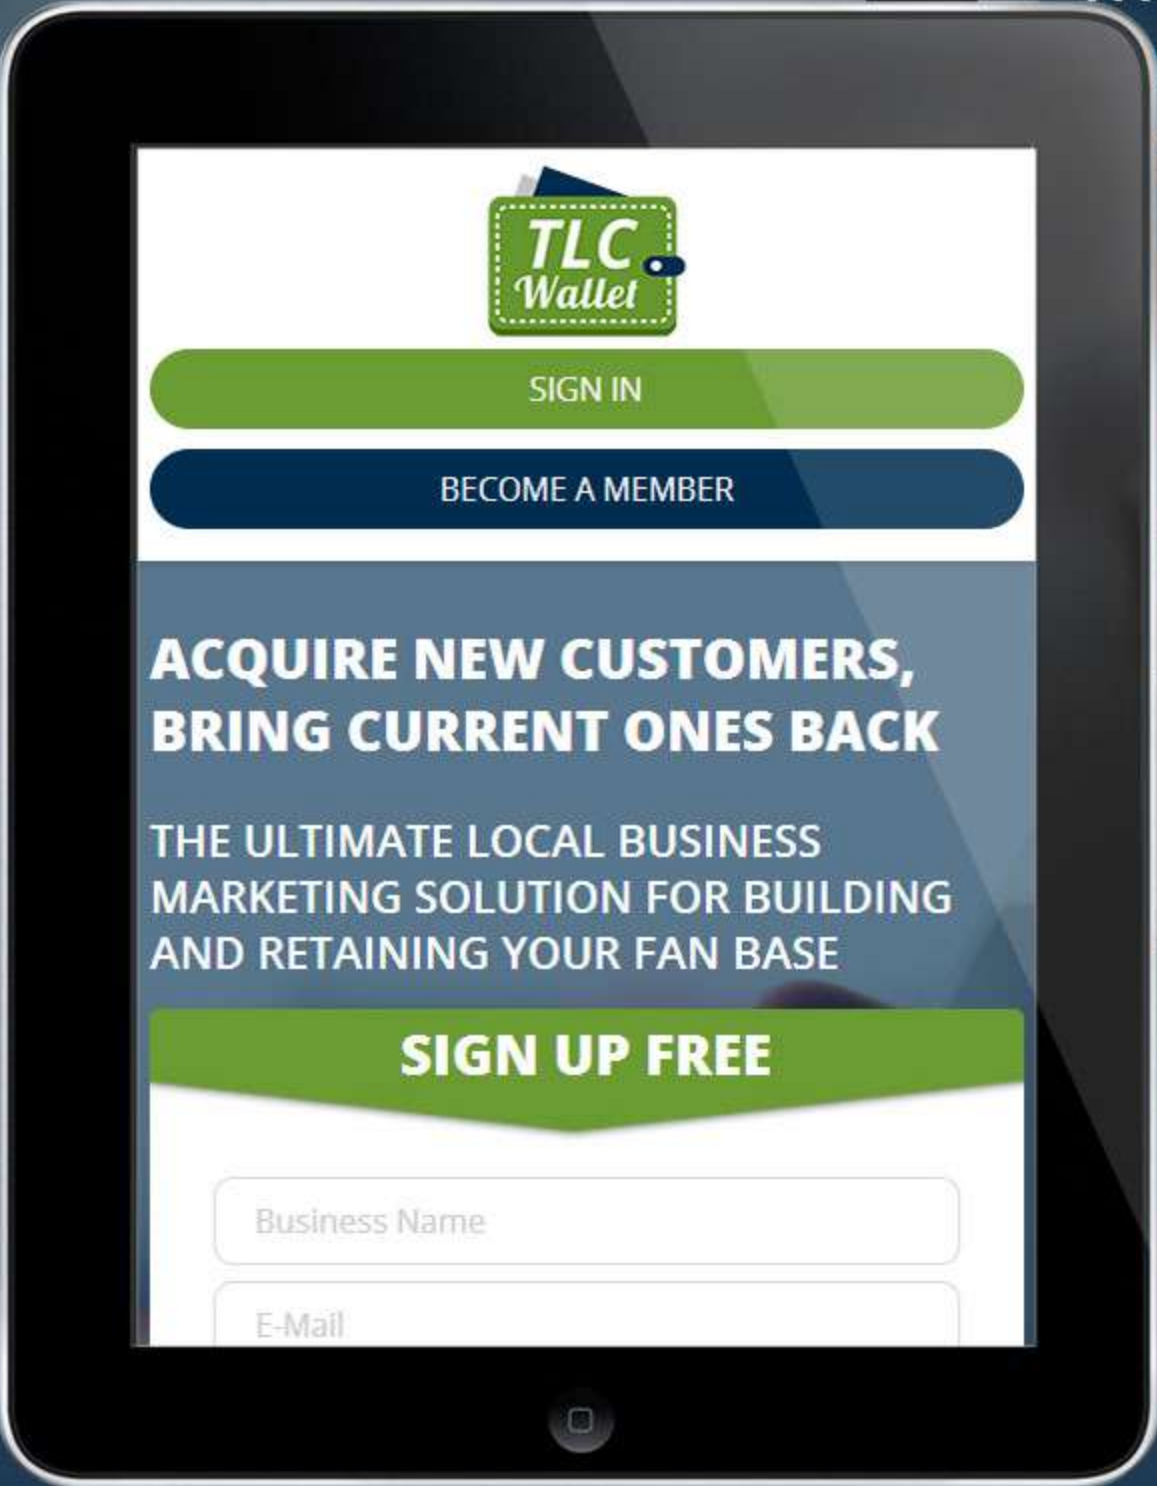 TLC
Wallet
SIGN IN
BECOME A MEMBER
ACQUIRE NEW CUSTOMERS,
BRING CURRENT ONES BACK
THE ULTIMATE LOCAL BUSINESS
MARKETING SOLUTION FOR BUILDING
AND RETAINING YOUR FAN BASE
SIGN UP FREE
Business Name
E-Mail